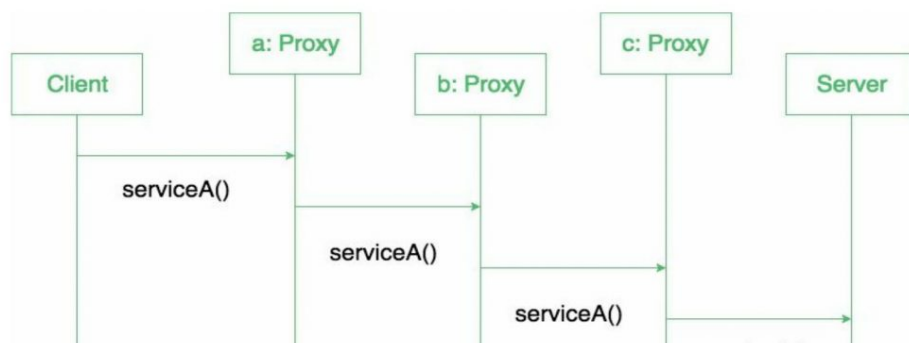 a: Proxy
c: Proxy
Client
b: Proxy
Server
serviceA()
serviceA()
serviceA()